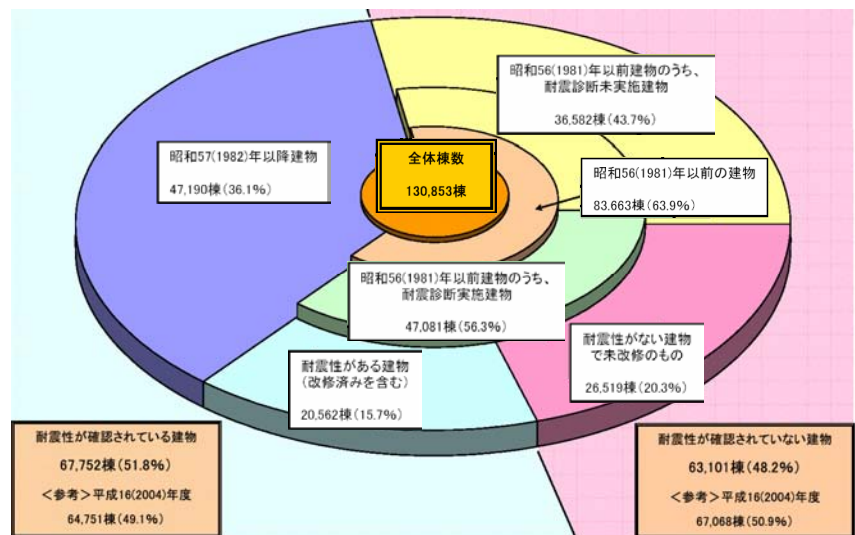 昭和56(1981)年以前建物のうち、
耐震診断未実施建物
36,582棟(43.7%)
昭和57(1982)年以降建物
47,190棟(36.1%)
全体棟数
130,853棟
昭和56(1981)年以前の建物
83.663棟(63.9%)
昭和56(1981)年以前建物のうち、
耐震診断実施建物
47,081棟(56.3%)
耐震性がない建物
で未改修のもの
26,519棟(20.3%)
耐震性がある建物
(改修済みを含む)
20,562棟(15.7%)
耐震性が確認されている建物
67,752棟(51.8%)
<参考>平成16(2004)年度
64,751棟(49.1%)
耐震性が確認されていない建物
63,101棟(48.2%)
<参考>平成16(2004)年度
67,068棟(50.9%)